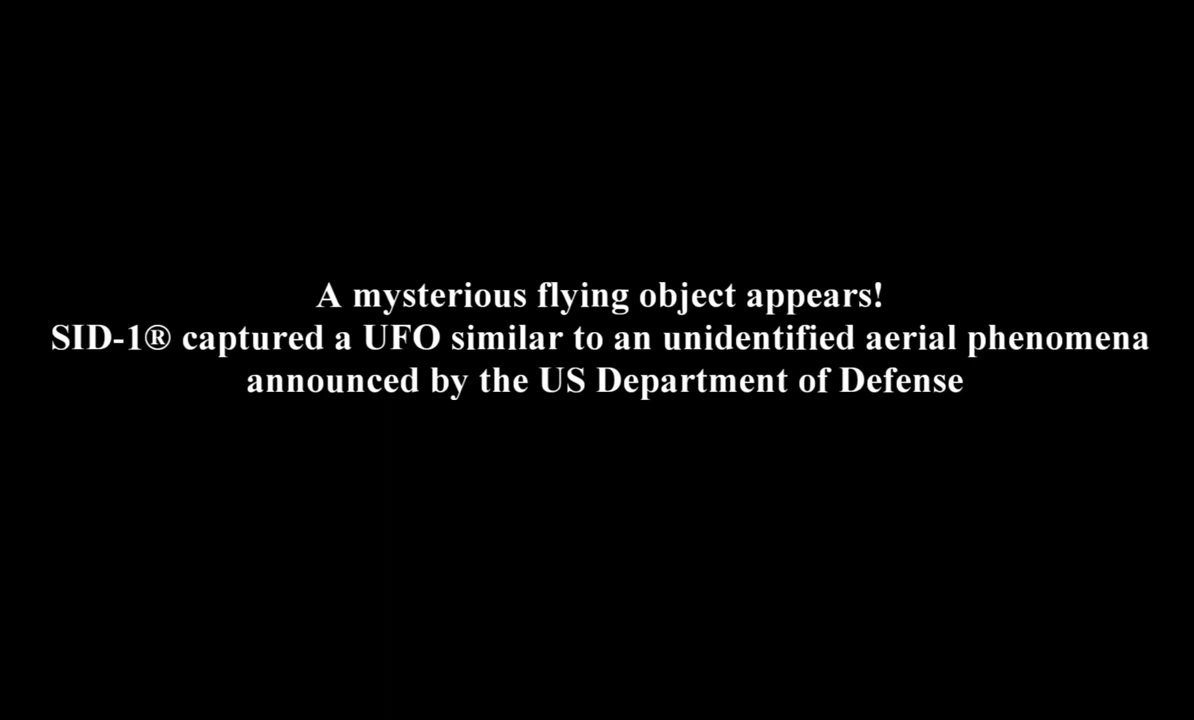 A mysterious flying object appears!
SID-1® captured a UFO similar to an unidentified aerial phenomena
announced by the US Department of Defense